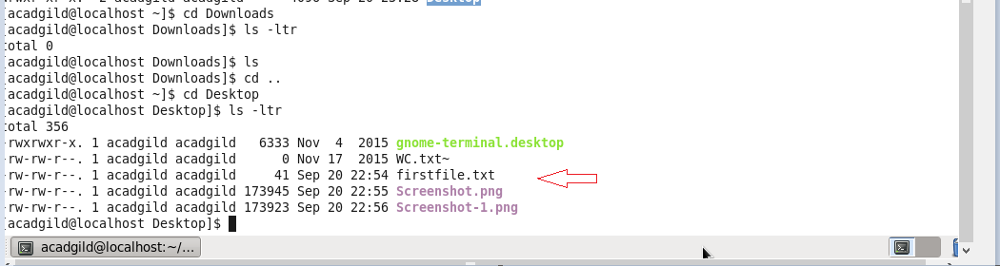 rwxr-xr-x. 2 acadgild acadgild   4096 Sep 20 23:28 Desktop
[acadgild@localhost ~]$ cd Downloads
[acadgild@localhost Downloads]$ ls -ltr
total 0
[acadgild@localhost Downloads]$ ls
[acadgild@localhost Downloads]$ cd ..
[acadgild@localhost ~]$ cd Desktop
[acadgild@localhost Desktop]$ ls -ltr
total 356
-rwxrwxr-x. 1 acadgild acadgild   6333 Nov  4  2015 gnome-terminal.desktop
-rw-rw-r--. 1 acadgild acadgild      0 Nov 17  2015 WC.txt~
-rw-rw-r--. 1 acadgild acadgild     41 Sep 20 22:54 firstfile.txt
-rw-rw-r--. 1 acadgild acadgild 173945 Sep 20 22:55 Screenshot.png
-rw-rw-r--. 1 acadgild acadgild 173923 Sep 20 22:56 Screenshot-1.png
[acadgild@localhost Desktop]$
acadgild@localhost:~/...